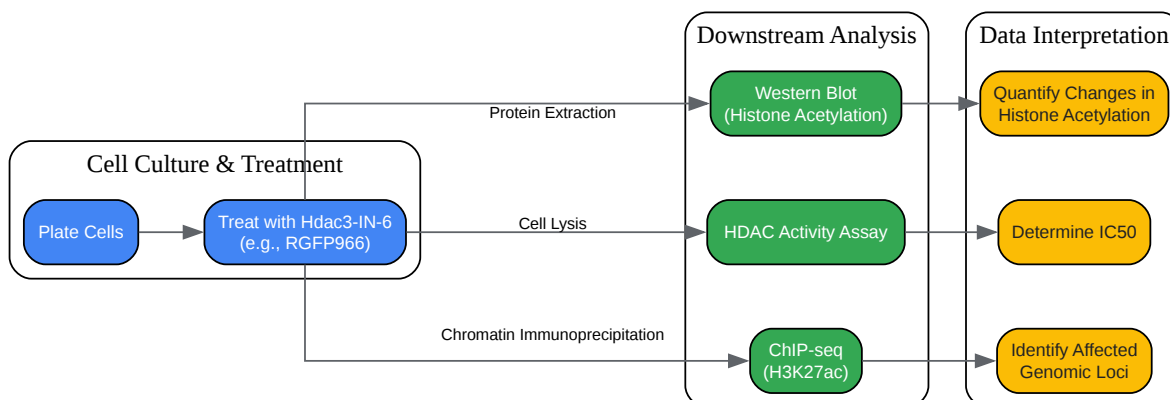 Downstream Analysis
Data Interpretation
Western Blot
(Histone Acetylation)
Quantify Changes in
Histone Acetylation
Protein Extraction
Cell Culture & Treatment
Plate Cells
Treat with Hdac3-IN-6
(e.g., RGFP966)
Cell Lysis
HDAC Activity Assay
Determine IC50
Chromatin Immunoprecipitation
ChIP-seq
(H3K27ac)
Identify Affected
Genomic Loci